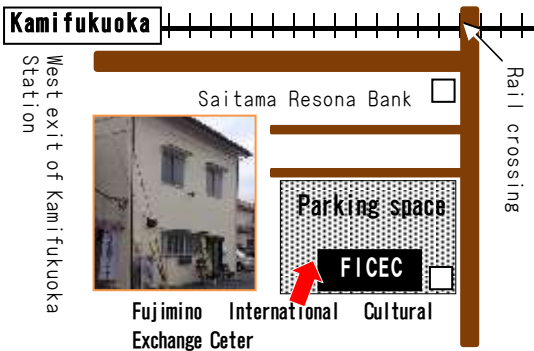 Kamifukuoka
West exit of Kamifukuoka
Station
Saitama Resona Bank
Rail crossing
Parking space
FICEC
Fujimino International Cultural
Exchange Ceter